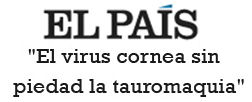 EL PAÍS
"El virus cornea sin
piedad la tauromaquia"